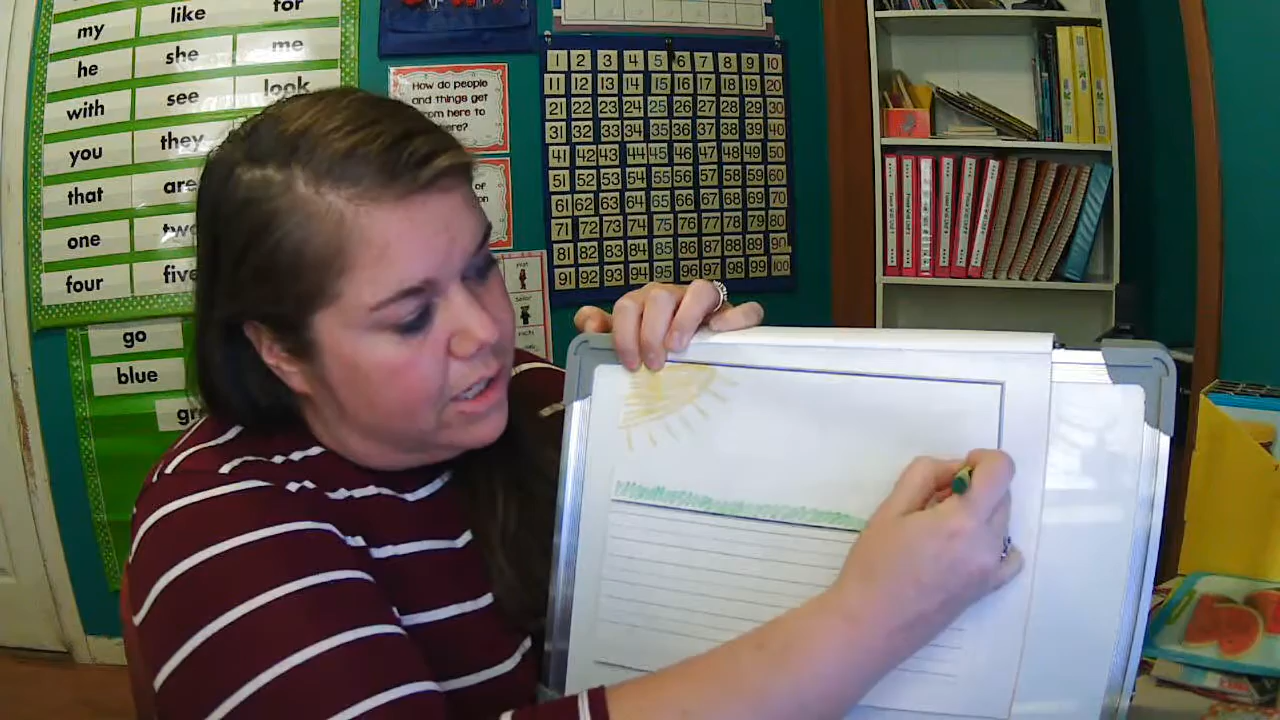 my like for
he she me
with see look
you they
that are
one two
four five
go
blue
How do people
and things get
from here to
here?
1 2 3 4 5 6 7 8 9 10
11 12 13 14 15 16 17 18 19 20
21 22 23 24 25 26 27 28 29 30
31 32 33 34 35 36 37 38 39 40
41 42 43 44 45 46 47 48 49 50
51 52 53 54 55 56 57 58 59 60
61 62 63 64 65 66 67 68 69 70
71 72 73 74 75 76 77 78 79 80
81 82 83 84 85 86 87 88 89 90
91 92 93 94 95 96 97 98 99 100